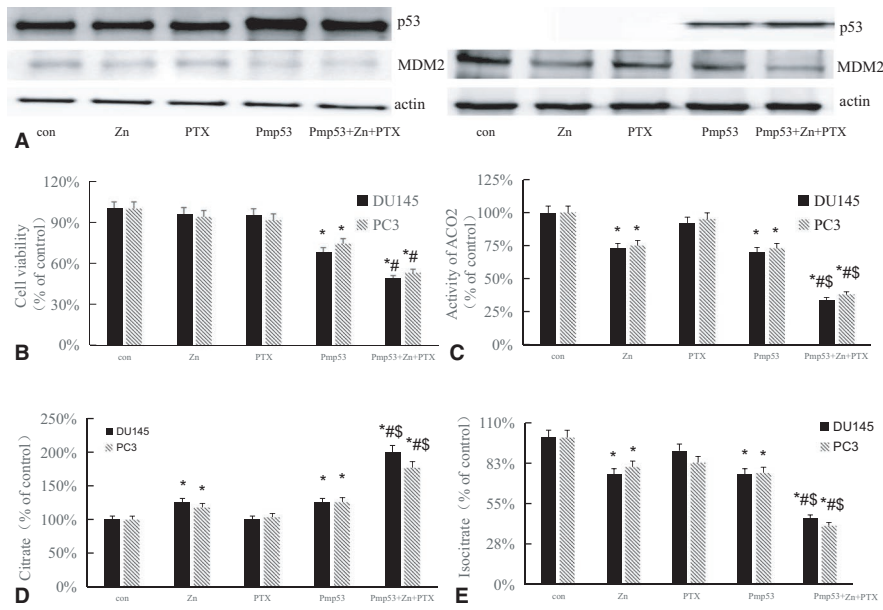 p53
MDM2
actin
con Zn PTX Pmp53 Pmp53+Zn+PTX
A
p53
MDM2
actin
con Zn PTX Pmp53 Pmp53+Zn+PTX
120%
90%
60%
30%
0%
Cell viability
(% of control)
DU145
PC3
* *
*# *#
con Zn PTX Pmp53 Pmp53+Zn+PTX
B
125%
100%
75%
50%
25%
0%
Activity of ACO2
(% of control)
DU145
PC3
* *
* *
*#$ *#$
con Zn PTX Pmp53 Pmp53+Zn+PTX
C
250%
200%
150%
100%
50%
0%
Citrate (% of control)
DU145
PC3
* *
* *
*#$ *#$
con Zn PTX Pmp53 Pmp53+Zn+PTX
D
110%
83%
55%
28%
0%
Isocitrate (% of control)
DU145
PC3
* *
* *
*#$ *#$
con Zn PTX Pmp53 Pmp53+Zn+PTX
E